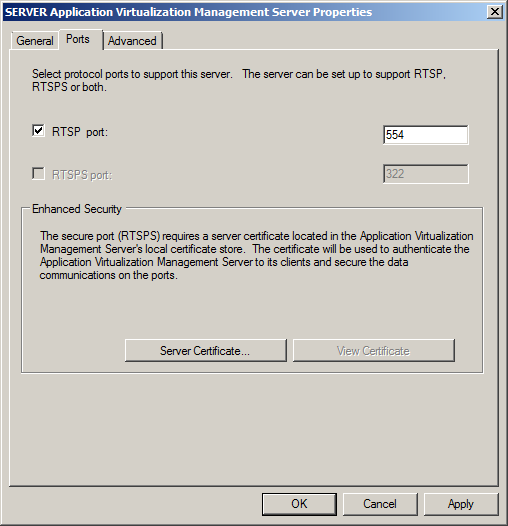 SERVER Application Virtualization Management Server Properties
General Ports Advanced
Select protocol ports to support this server. The server can be set up to support RTSP,
RTSPS or both.
RTSP port: 554
RTSPS port: 322
Enhanced Security
The secure port (RTSPS) requires a server certificate located in the Application Virtualization
Management Server's local certificate store. The certificate will be used to authenticate the
Application Virtualization Management Server to its clients and secure the data
communications on the ports.
Server Certificate... View Certificate
OK Cancel Apply